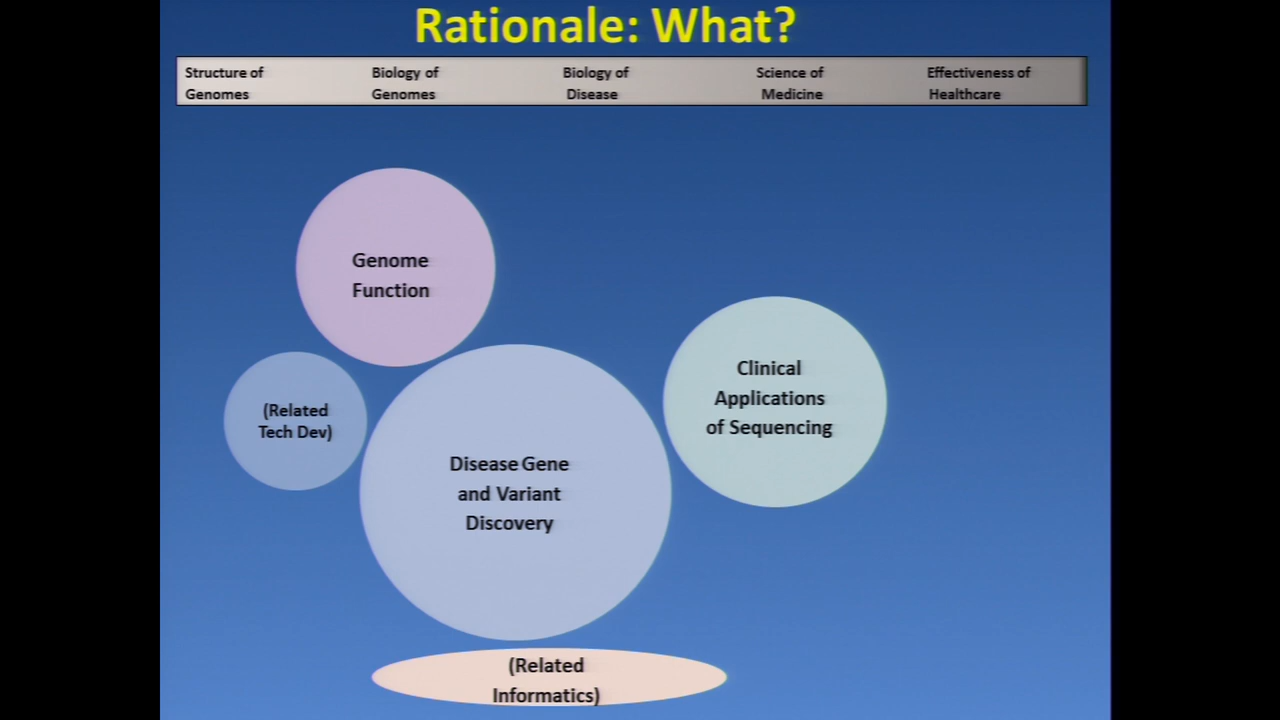 Rationale: What?
Structure of
Genomes
Biology of
Genomes
Biology of
Disease
Science of
Medicine
Effectiveness of
Healthcare
Genome
Function
(Related
Tech Dev)
Disease Gene
and Variant
Discovery
Clinical
Applications
of Sequencing
(Related
Informatics)